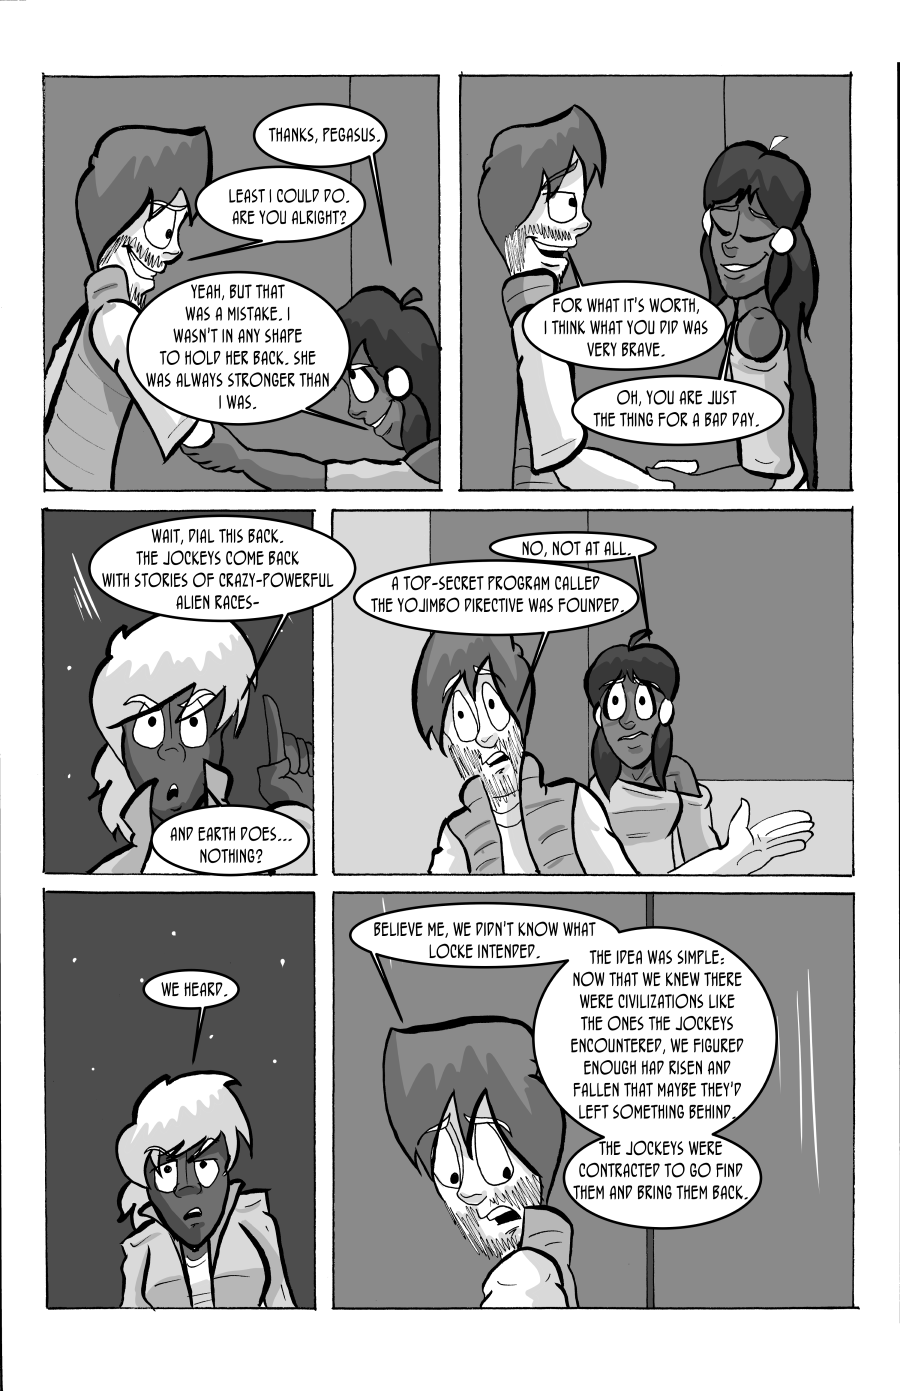 THANKS, PEGASUS.
LEAST I COULD DO.
ARE YOU ALRIGHT?
YEAH, BUT THAT
WAS A MISTAKE. I
WASN'T IN ANY SHAPE
TO HOLD HER BACK. SHE
WAS ALWAYS STRONGER THAN
I WAS.
FOR WHAT IT'S WORTH,
I THINK WHAT YOU DID WAS
VERY BRAVE.
OH, YOU ARE JUST
THE THING FOR A BAD DAY.
WAIT, DIAL THIS BACK.
THE JOCKEYS COME BACK
WITH STORIES OF CRAZY-POWERFUL
ALIEN RACES-
AND EARTH DOES...
NOTHING?
NO, NOT AT ALL.
A TOP-SECRET PROGRAM CALLED
THE YOJIMBO DIRECTIVE WAS FOUNDED.
WE HEARD.
BELIEVE ME, WE DIDN'T KNOW WHAT
LOCKE INTENDED.
THE IDEA WAS SIMPLE:
NOW THAT WE KNEW THERE
WERE CIVILIZATIONS LIKE
THE ONES THE JOCKEYS
ENCOUNTERED, WE FIGURED
ENOUGH HAD RISEN AND
FALLEN THAT MAYBE THEY'D
LEFT SOMETHING BEHIND.
THE JOCKEYS WERE
CONTRACTED TO GO FIND
THEM AND BRING THEM BACK.